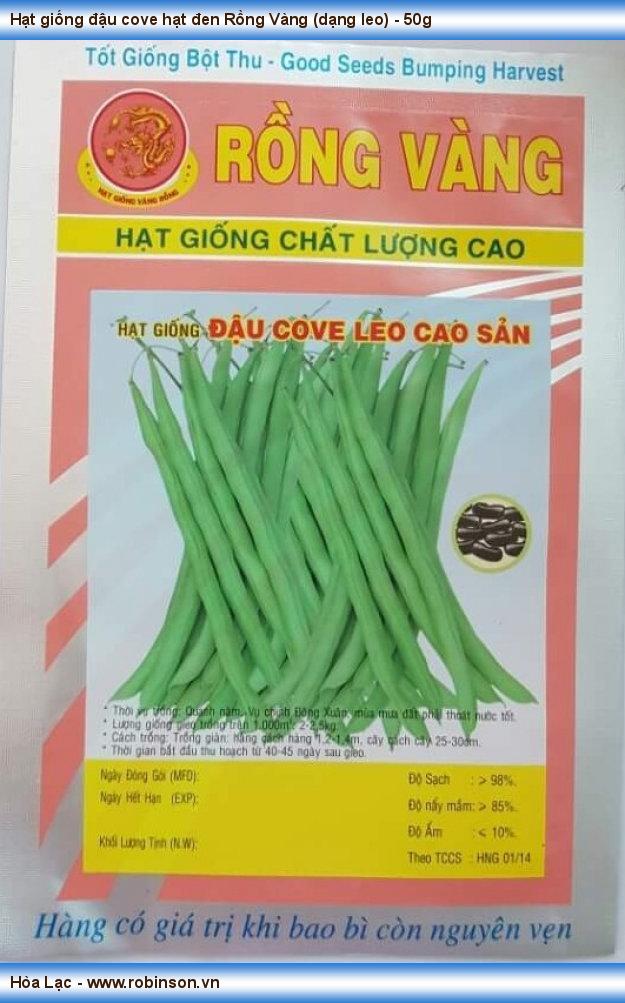 Hạt giống đậu cove hạt đen Rồng Vàng (dạng leo) - 50g
Tốt Giống Bột Thu - Good Seeds Bumping Harvest
HẠT GIỐNG VÀNG RỒNG
RỒNG VÀNG
HẠT GIỐNG CHẤT LƯỢNG CAO
HẠT GIỐNG ĐẬU COVE LEO CAO SẢN
* Thời vụ trồng: Quanh năm. Vụ chính Đông Xuân, mùa mưa đất phải thoát nước tốt.
* Lượng giống gieo trồng trên 1.000m²: 2-2,5kg.
* Cách trồng: Trồng giàn: hàng cách hàng 1,2-1,4m, cây cách cây 25-30cm.
* Thời gian bắt đầu thu hoạch từ 40-45 ngày sau gieo.
Ngày Đóng Gói (MFD):
Ngày Hết Hạn (EXP):
Khối Lượng Tịnh (N.W):
Độ Sạch : > 98%.
Độ nẩy mầm: > 85%.
Độ Ẩm : < 10%.
Theo TCCS : HNG 01/14
Hàng có giá trị khi bao bì còn nguyên vẹn
Hòa Lạc - www.robinson.vn